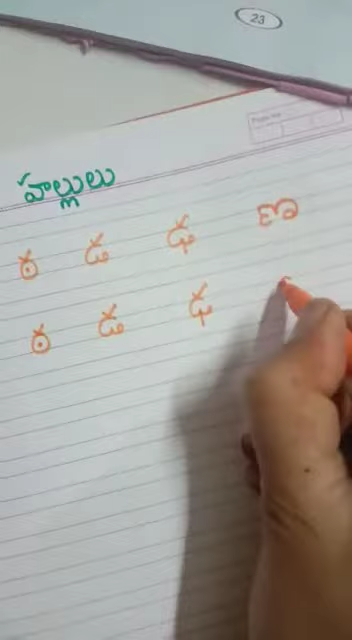 23
హల్లులు
ఠ డ ఢ ణ
ఠ డ ఢ